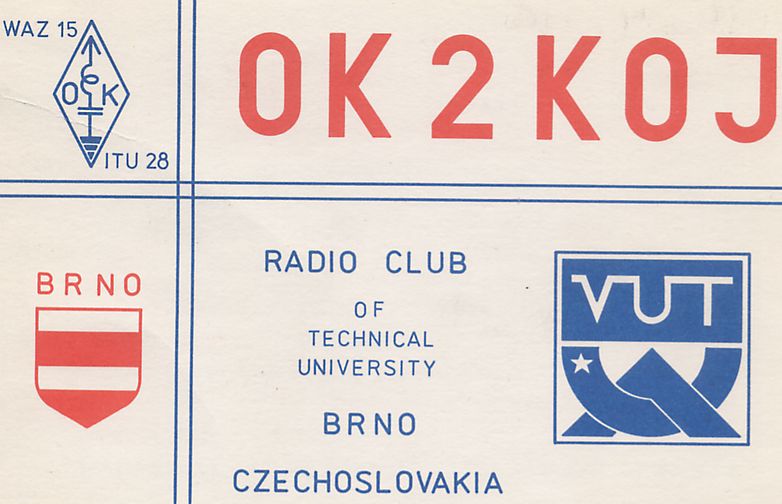 WAZ 15
OK
ITU 28
OK2KOJ
BRNO
RADIO CLUB
OF
TECHNICAL
UNIVERSITY
BRNO
CZECHOSLOVAKIA
VUT